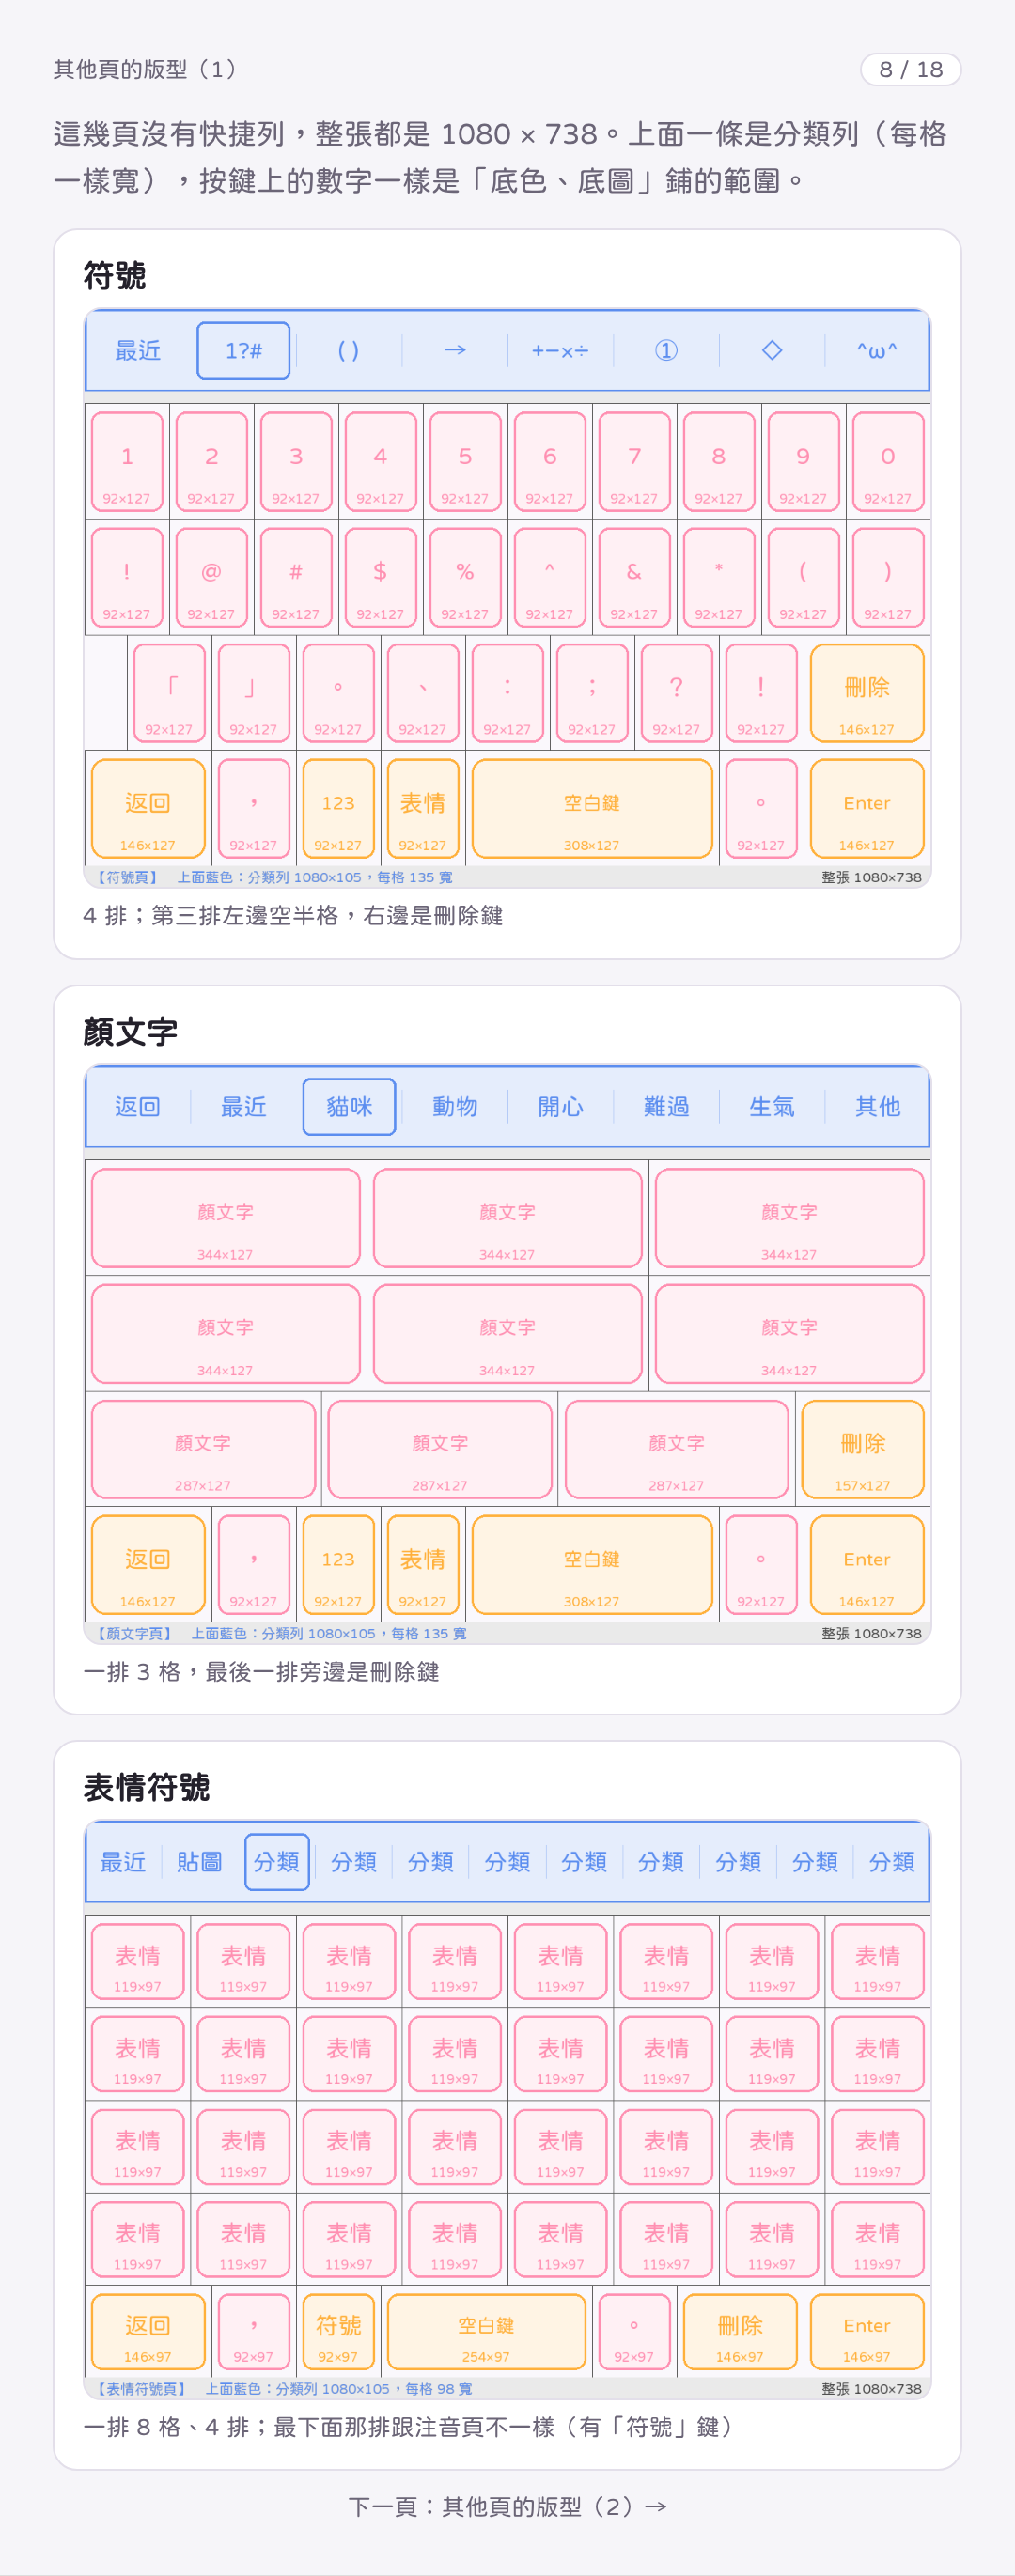 其他頁的版型（1）
8 / 18
這幾頁沒有快捷列，整張都是 1080 × 738。上面一條是分類列（每格
一樣寬），按鍵上的數字一樣是「底色、底圖」鋪的範圍。
符號
最近 1?# ( ) → +−×÷ ① ◇ ^ω^
1 2 3 4 5 6 7 8 9 0
92×127 92×127 92×127 92×127 92×127 92×127 92×127 92×127 92×127 92×127
! @ # $ % ^ & * ( )
92×127 92×127 92×127 92×127 92×127 92×127 92×127 92×127 92×127 92×127
「 」 。 、 ： ； ？ ！ 刪除
92×127 92×127 92×127 92×127 92×127 92×127 92×127 92×127 146×127
返回 ， 123 表情 空白鍵 。 Enter
146×127 92×127 92×127 92×127 308×127 92×127 146×127
【符號頁】 上面藍色：分類列 1080×105，每格 135 寬 整張 1080×738
4 排；第三排左邊空半格，右邊是刪除鍵
顏文字
返回 最近 貓咪 動物 開心 難過 生氣 其他
顏文字 顏文字 顏文字
344×127 344×127 344×127
顏文字 顏文字 顏文字
344×127 344×127 344×127
顏文字 顏文字 顏文字 刪除
287×127 287×127 287×127 157×127
返回 ， 123 表情 空白鍵 。 Enter
146×127 92×127 92×127 92×127 308×127 92×127 146×127
【顏文字頁】 上面藍色：分類列 1080×105，每格 135 寬 整張 1080×738
一排 3 格，最後一排旁邊是刪除鍵
表情符號
最近 貼圖 分類 分類 分類 分類 分類 分類 分類 分類 分類
表情 表情 表情 表情 表情 表情 表情 表情
119×97 119×97 119×97 119×97 119×97 119×97 119×97 119×97
表情 表情 表情 表情 表情 表情 表情 表情
119×97 119×97 119×97 119×97 119×97 119×97 119×97 119×97
表情 表情 表情 表情 表情 表情 表情 表情
119×97 119×97 119×97 119×97 119×97 119×97 119×97 119×97
表情 表情 表情 表情 表情 表情 表情 表情
119×97 119×97 119×97 119×97 119×97 119×97 119×97 119×97
返回 ， 符號 空白鍵 。 刪除 Enter
146×97 92×97 92×97 254×97 92×97 146×97 146×97
【表情符號頁】 上面藍色：分類列 1080×105，每格 98 寬 整張 1080×738
一排 8 格、4 排；最下面那排跟注音頁不一樣（有「符號」鍵）
下一頁：其他頁的版型（2）→